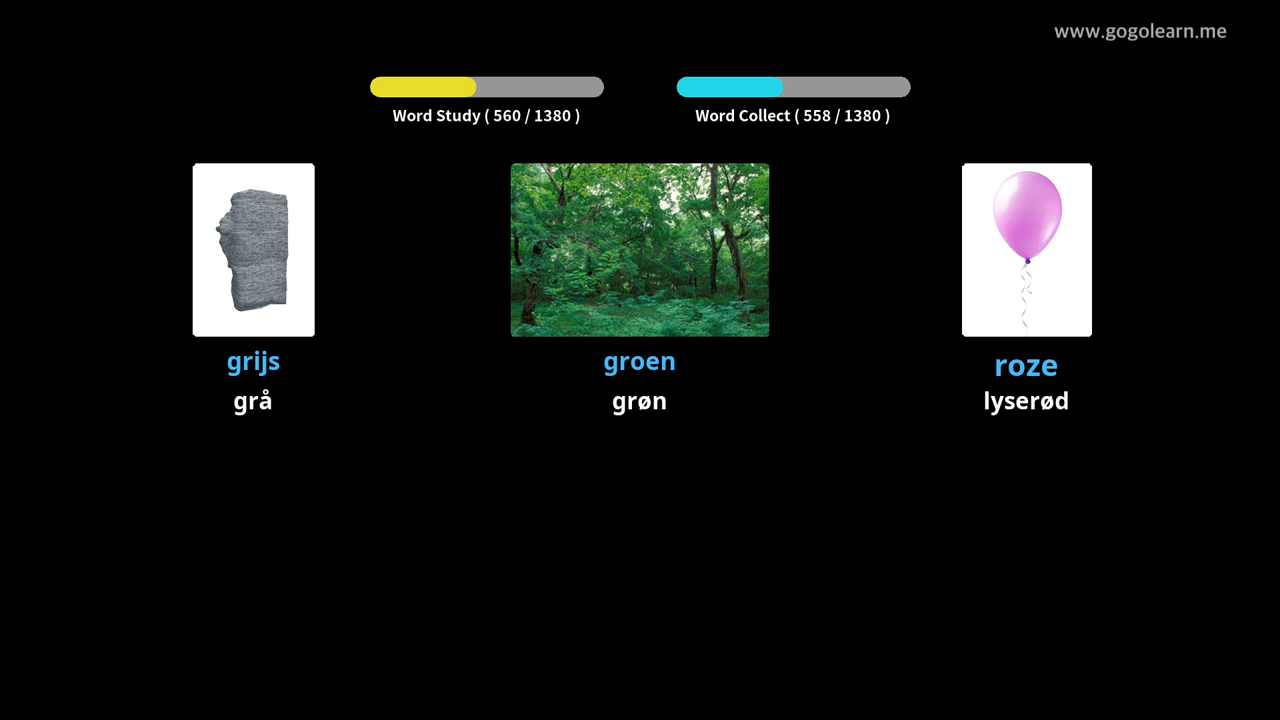 www.gogolearn.me
Word Study ( 560 / 1380 )
Word Collect ( 558 / 1380 )
grijs
groen
roze
grå
grøn
lyserød